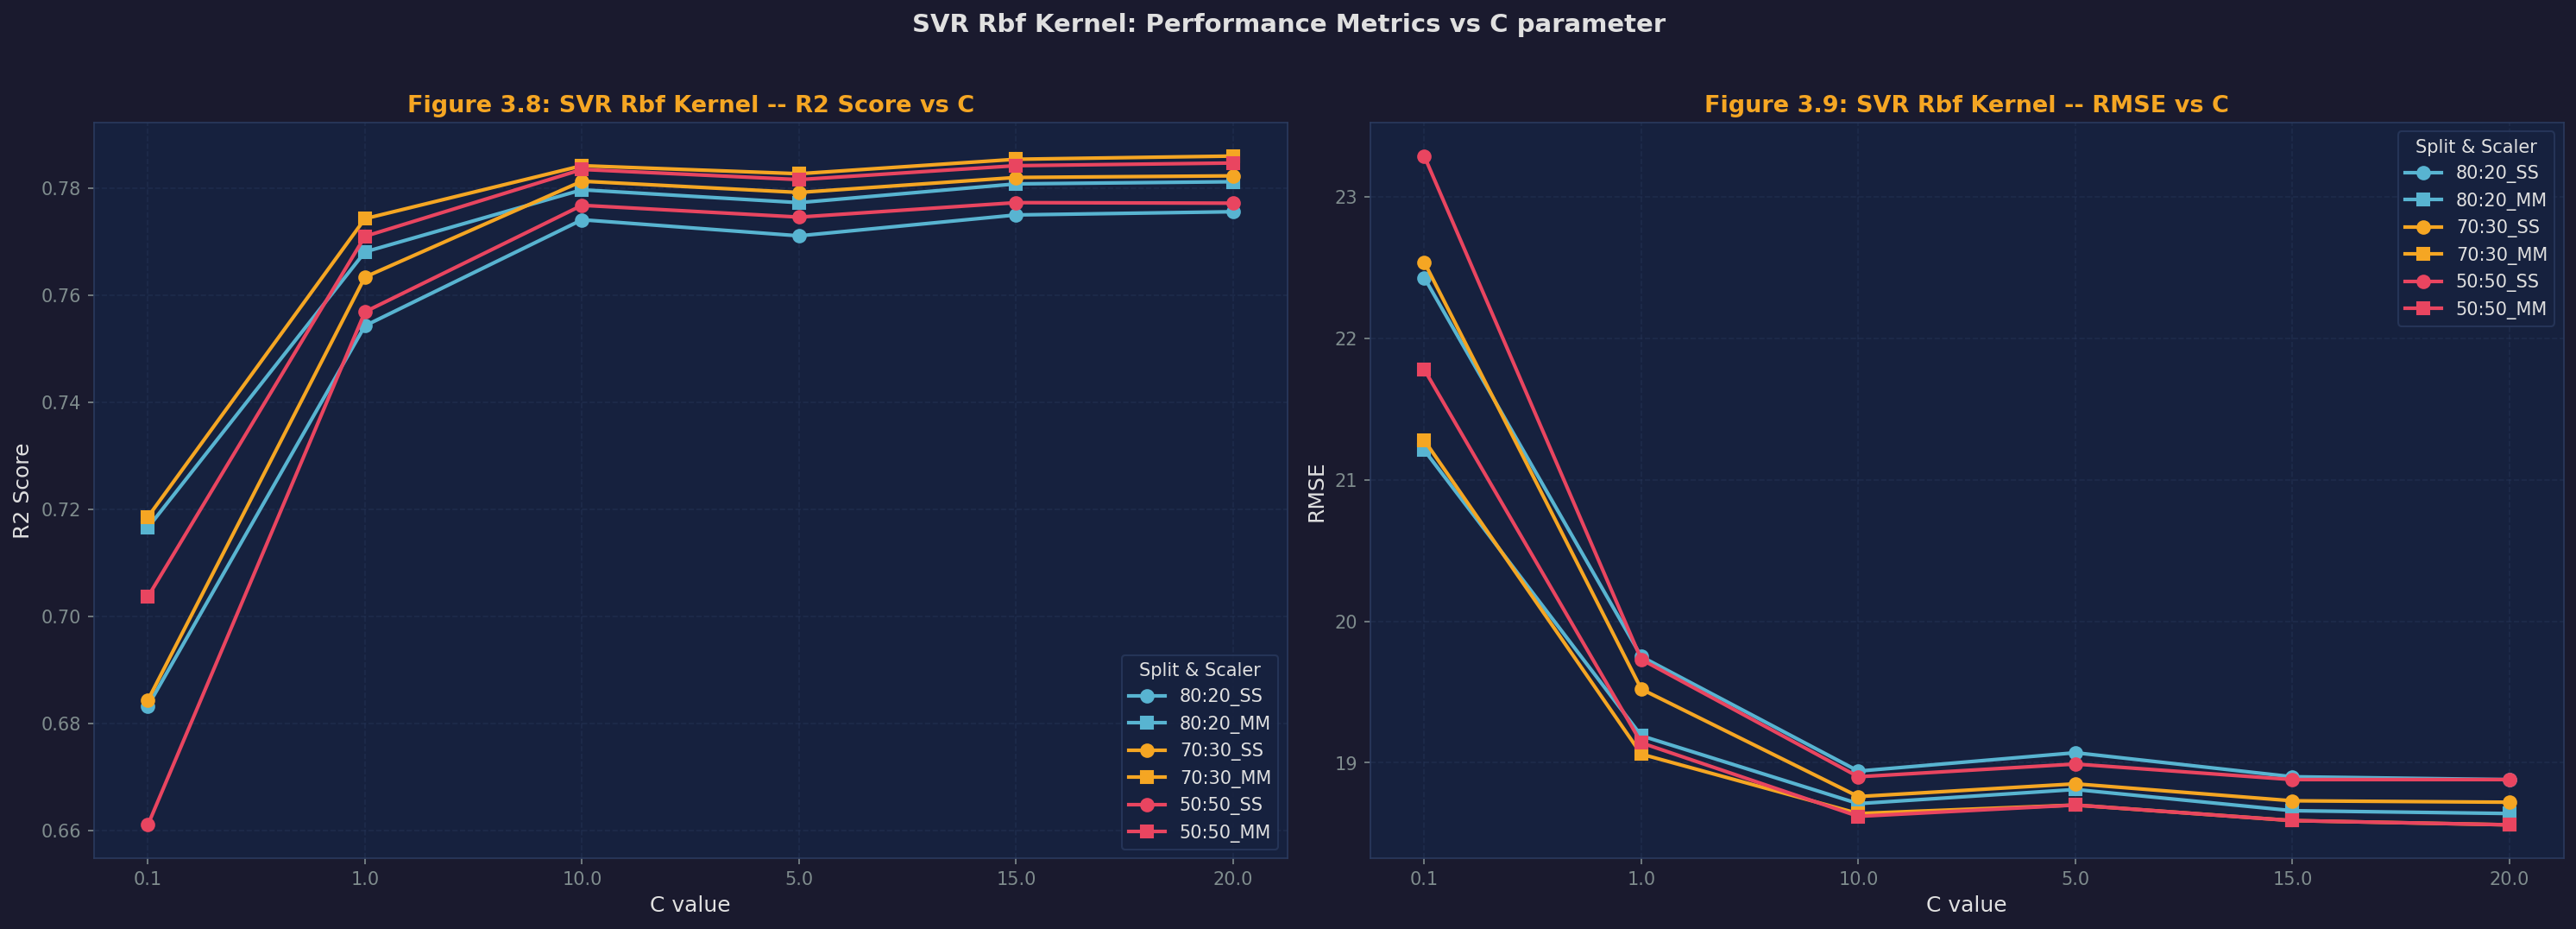 SVR Rbf Kernel: Performance Metrics vs C parameter
Figure 3.8: SVR Rbf Kernel -- R2 Score vs C
R2 Score
0.78
0.76
0.74
0.72
0.70
0.68
0.66
0.1 1.0 10.0 5.0 15.0 20.0
C value
Split & Scaler
80:20_SS
80:20_MM
70:30_SS
70:30_MM
50:50_SS
50:50_MM
Figure 3.9: SVR Rbf Kernel -- RMSE vs C
RMSE
23
22
21
20
19
0.1 1.0 10.0 5.0 15.0 20.0
C value
Split & Scaler
80:20_SS
80:20_MM
70:30_SS
70:30_MM
50:50_SS
50:50_MM